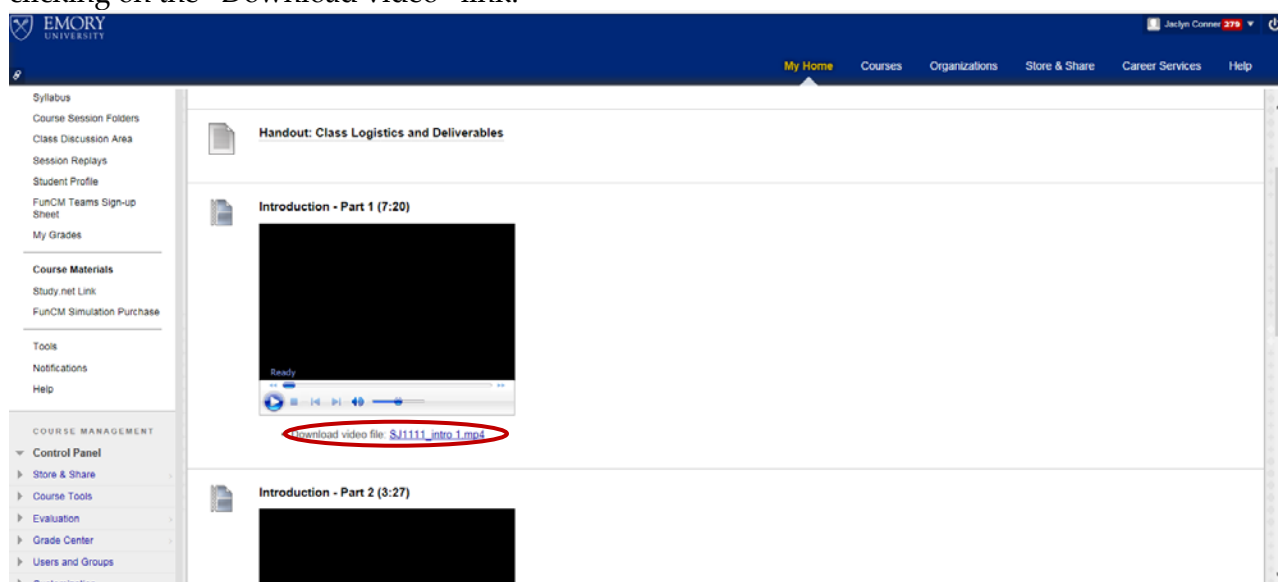 clicking on the "Download video" link.
EMORY
UNIVERSITY
Jaclyn Conner 279
My Home Courses Organizations Store & Share Career Services Help
Syllabus
Course Session Folders
Class Discussion Area
Session Replays
Student Profile
FunCM Teams Sign-up
Sheet
My Grades
Course Materials
Study.net Link
FunCM Simulation Purchase
Tools
Notifications
Help
COURSE MANAGEMENT
Control Panel
Store & Share
Course Tools
Evaluation
Grade Center
Users and Groups
Handout: Class Logistics and Deliverables
Introduction - Part 1 (7:20)
Ready
Download video file: SJ1111_intro 1.mp4
Introduction - Part 2 (3:27)